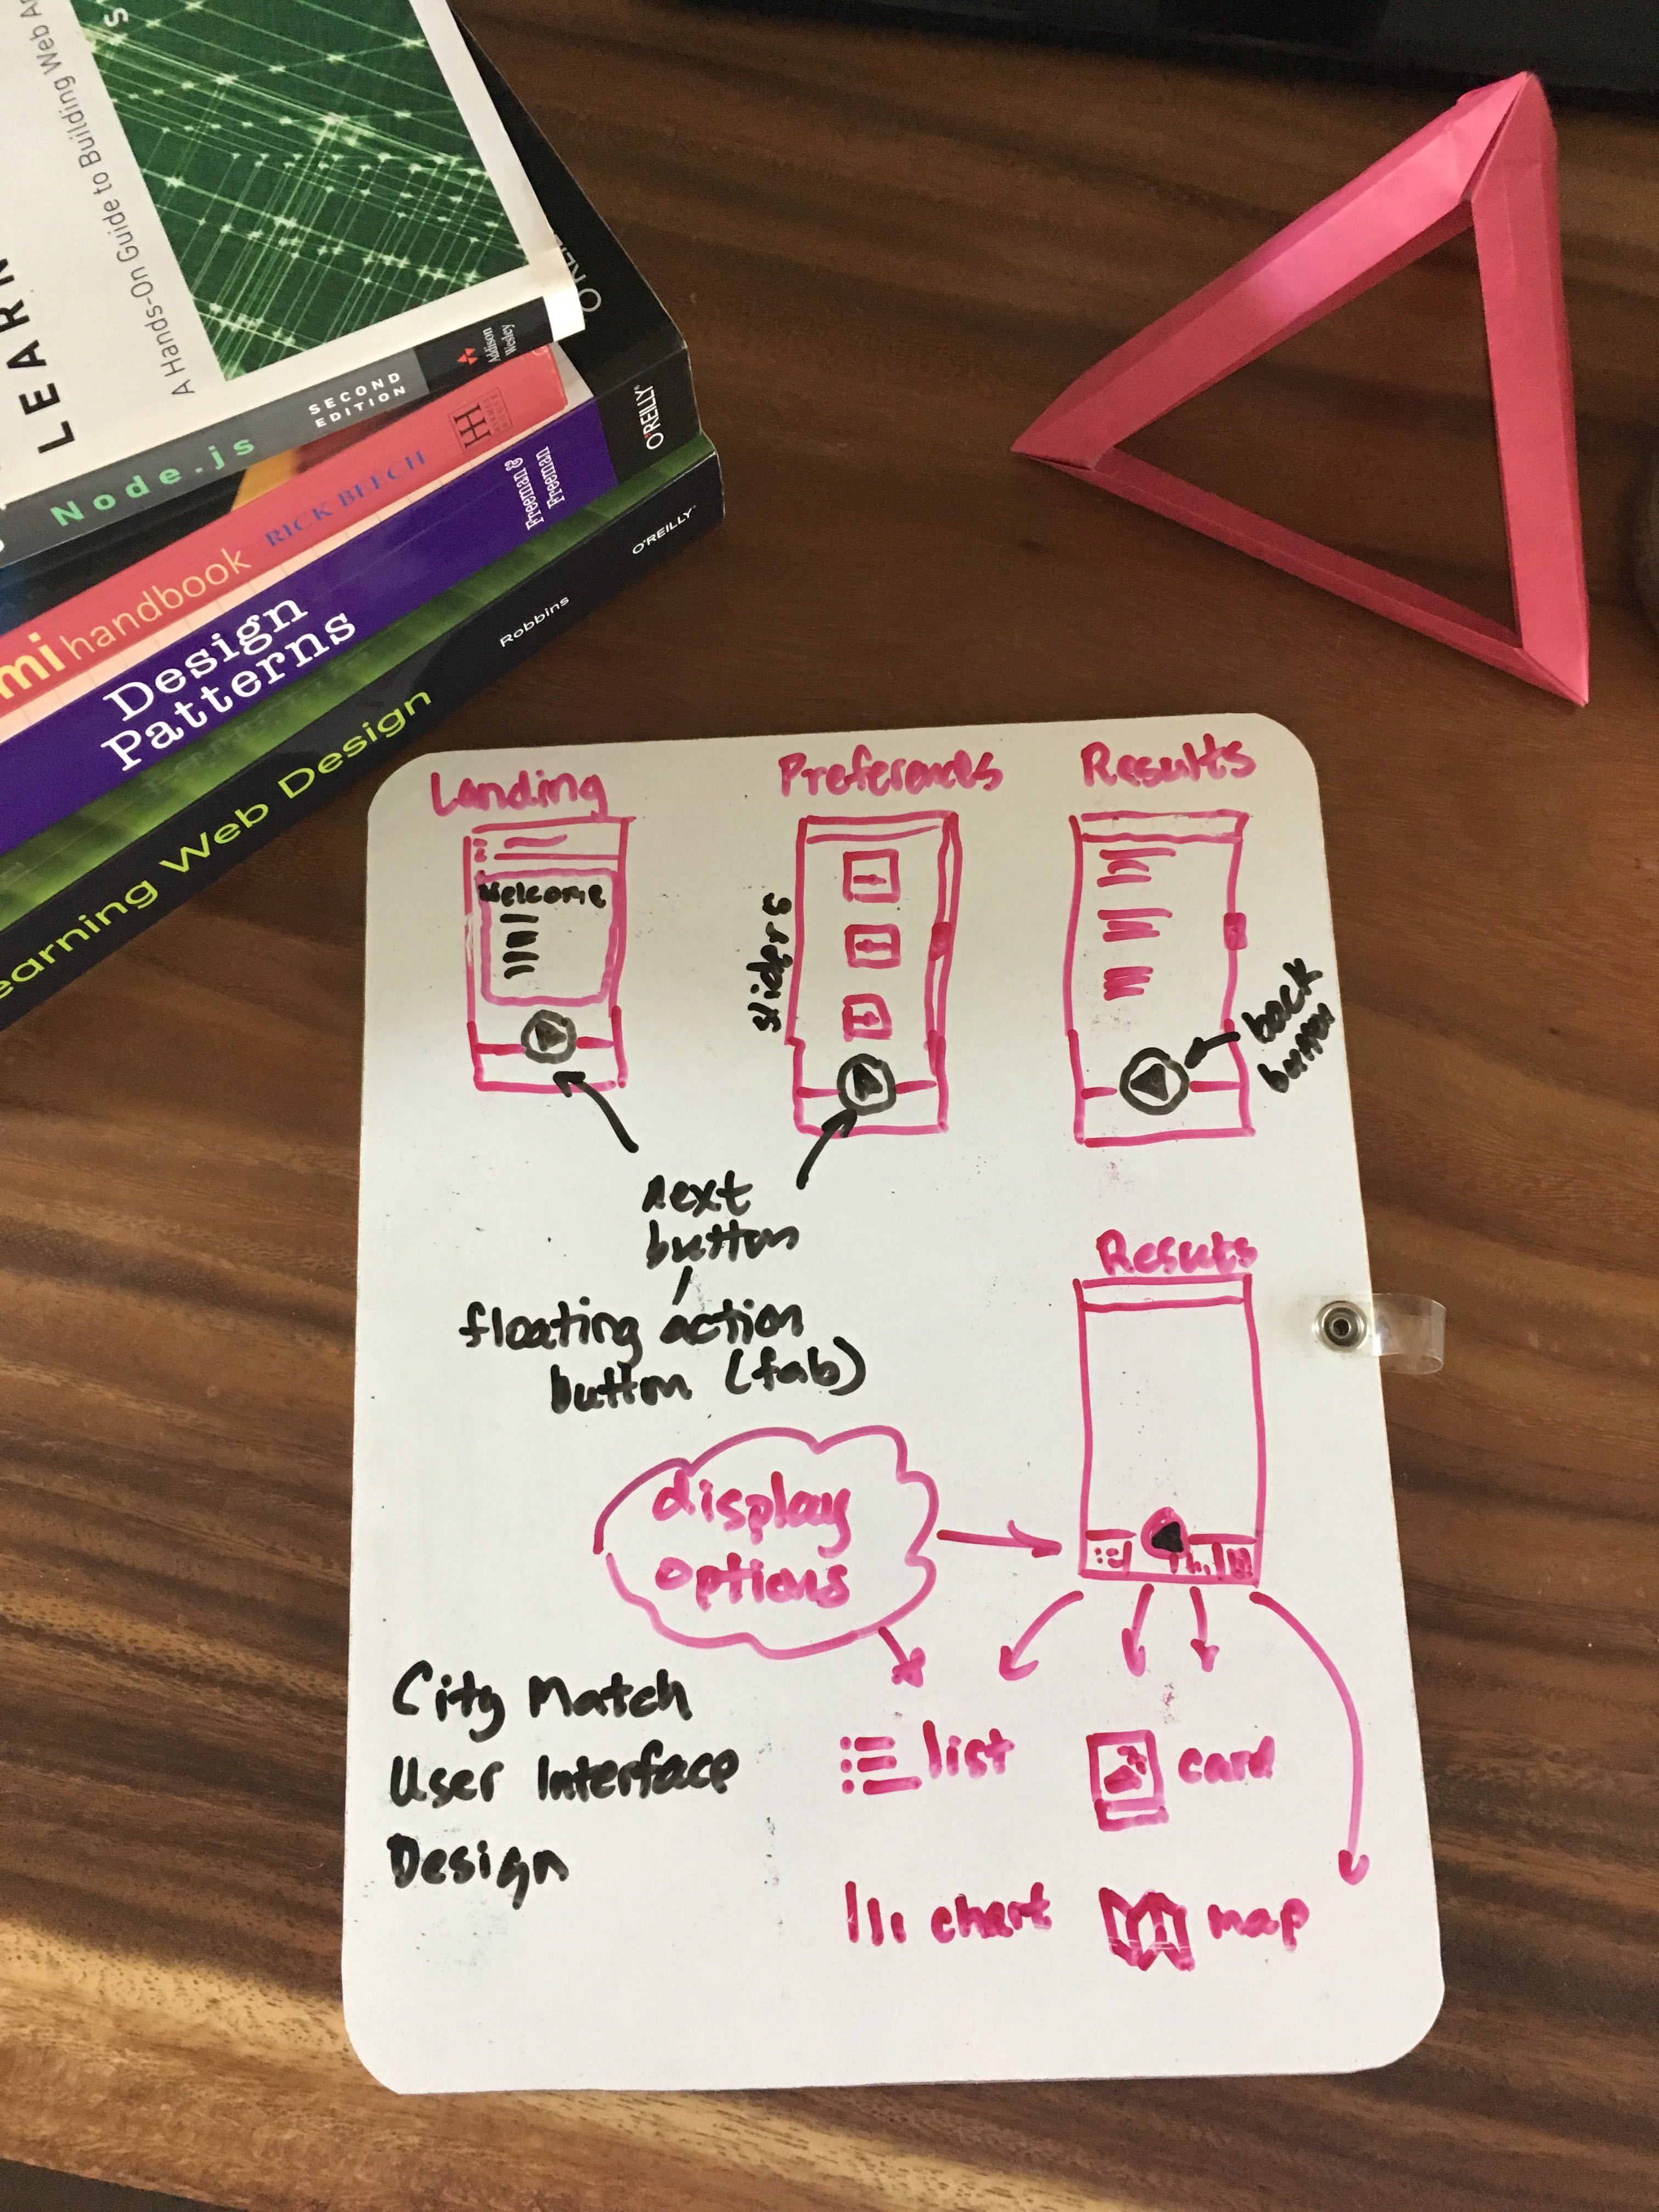 A Hands-On Guide to Building Web A
LEARN
Node.js
SECOND
EDITION
Addison
Wesley
mi handbook
RICK BEECH
Design
Patterns
Freeman &
Freeman
O'REILLY®
earning Web Design
Robbins
O'REILLY®
Landing
Preferences
Results
Welcome
sliders
back
button
next
button
floating action
button (fab)
Results
display
options
City Match
User Interface
Design
list
card
chart
map